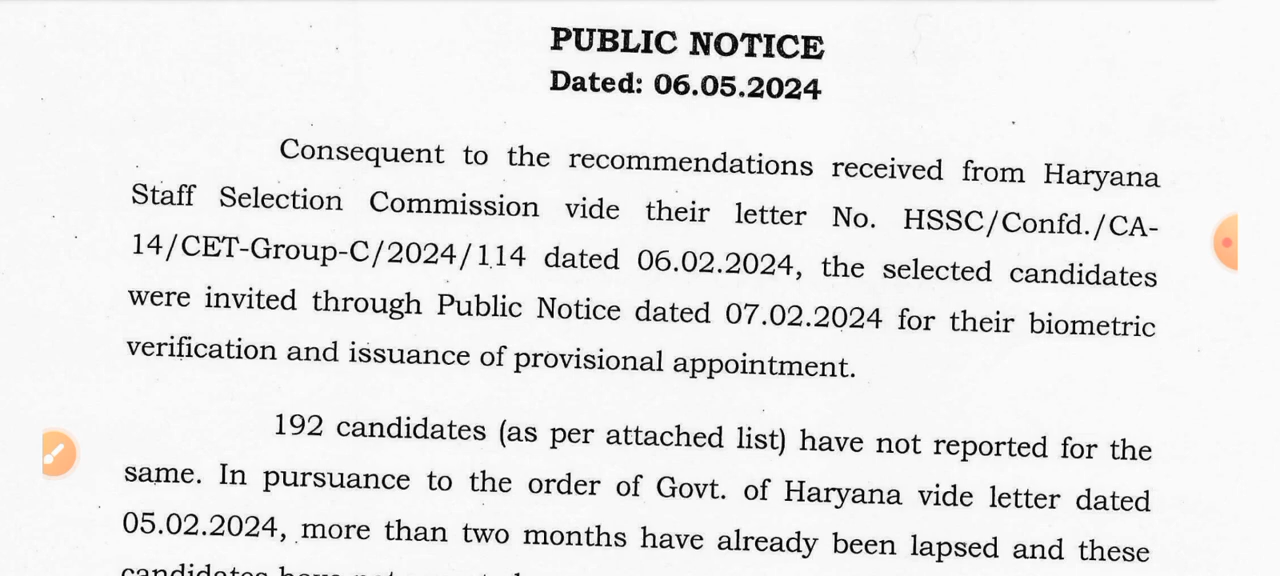 PUBLIC NOTICE
Dated: 06.05.2024
Consequent to the recommendations received from Haryana
Staff Selection Commission vide their letter No. HSSC/Confd./CA-
14/CET-Group-C/2024/114 dated 06.02.2024, the selected candidates
were invited through Public Notice dated 07.02.2024 for their biometric
verification and issuance of provisional appointment.
192 candidates (as per attached list) have not reported for the
same. In pursuance to the order of Govt. of Haryana vide letter dated
05.02.2024, more than two months have already been lapsed and these
candidates have not